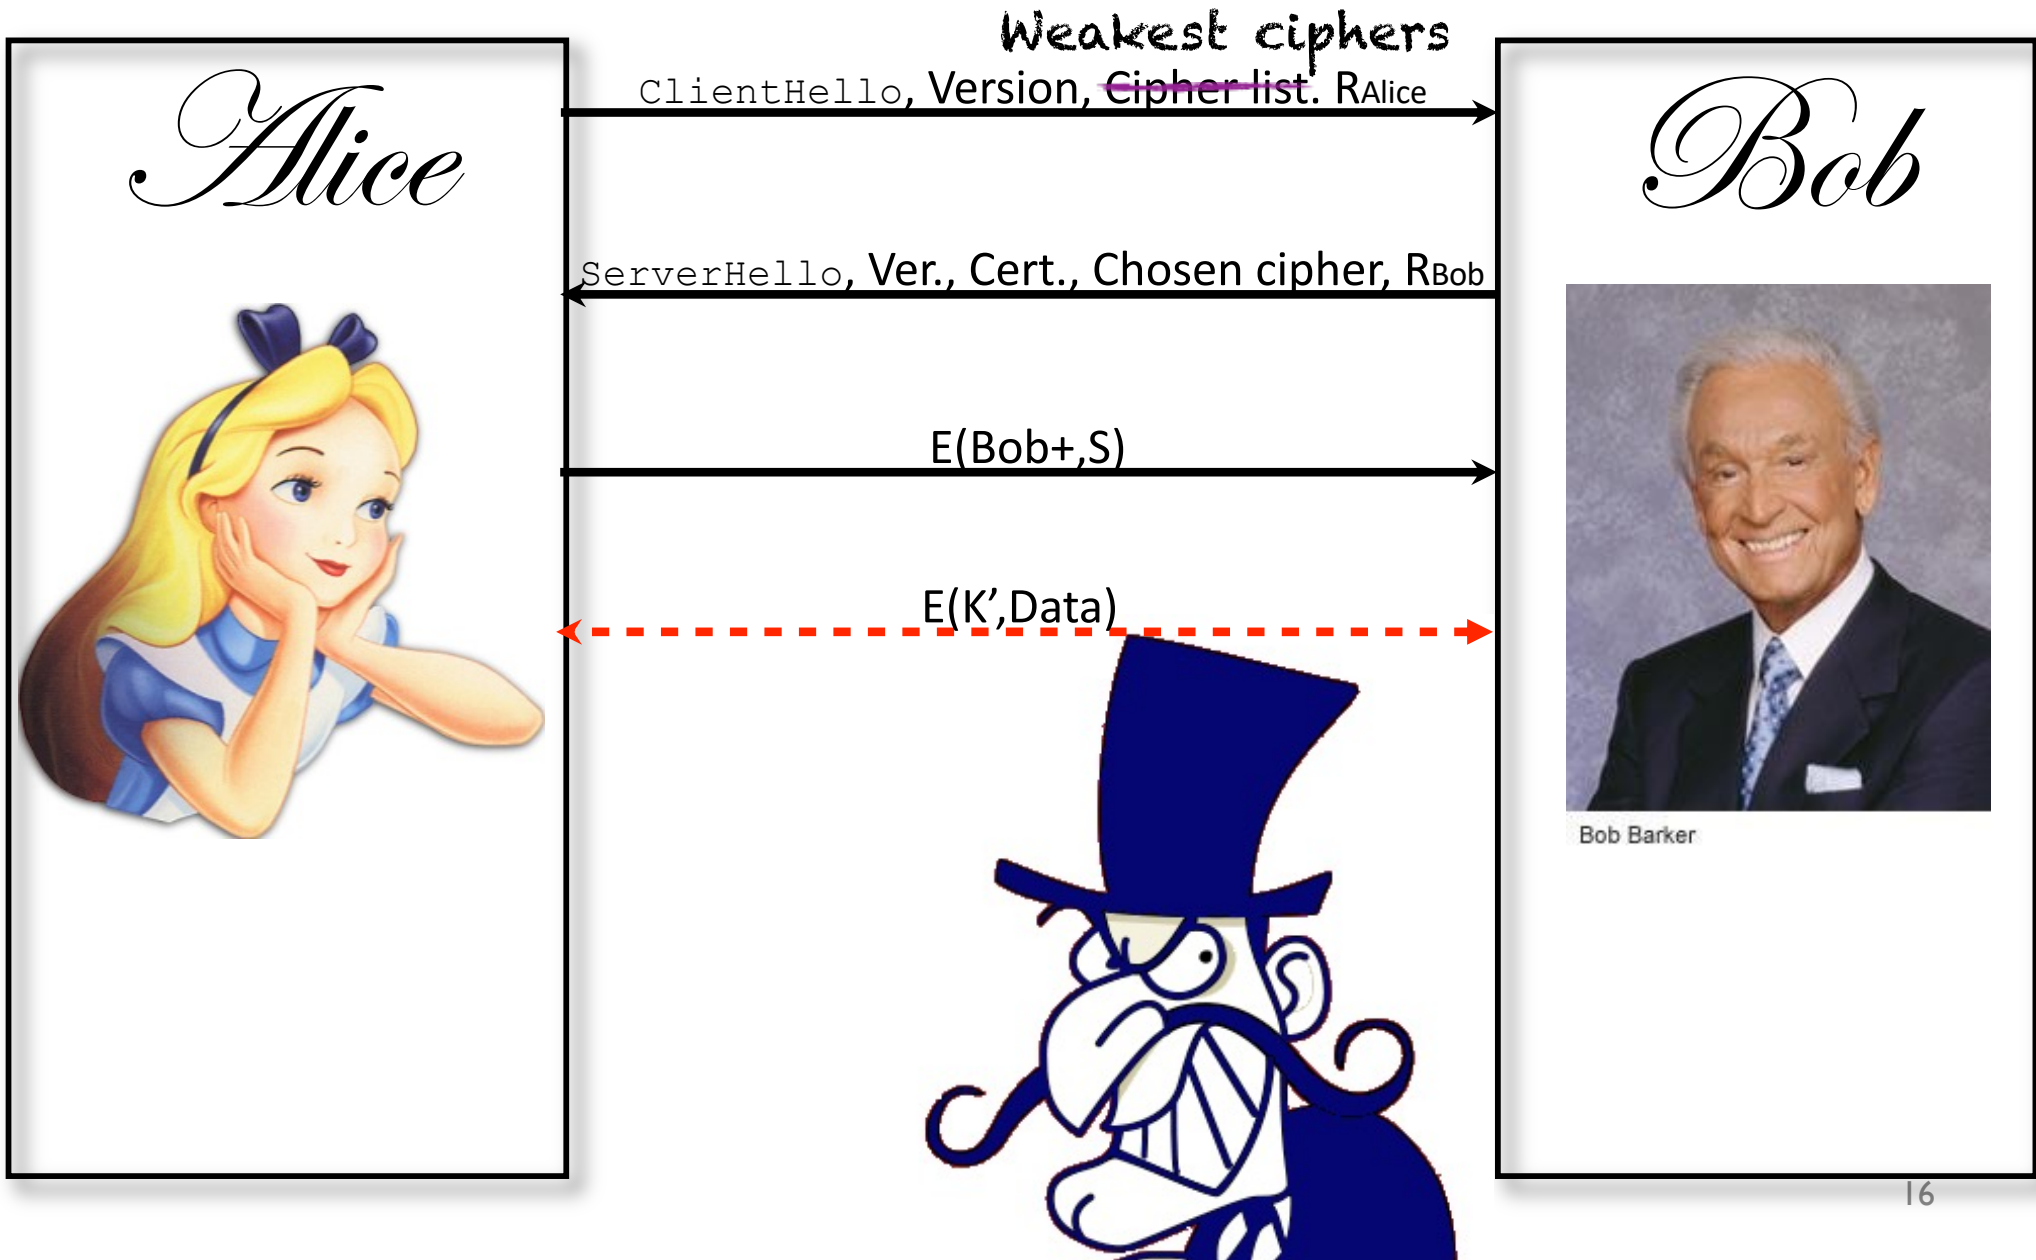 Weakest ciphers
Alice
ClientHello, Version, Cipher list. RAlice
Bob
ServerHello, Ver., Cert., Chosen cipher, RBob
E(Bob+,S)
E(K’,Data)
Bob Barker
16